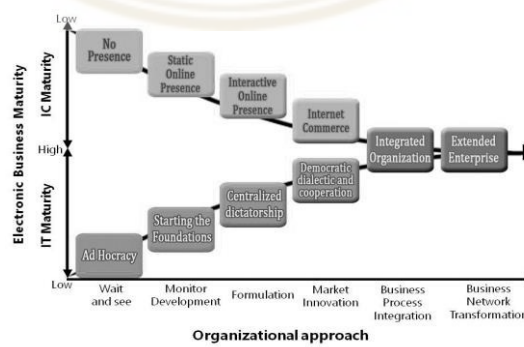 Low
No
Presence
Static
Online
Presence
Interactive
Online
Presence
Internet
Commerce
Integrated
Organization
Extended
Enterprise
Electronic Business Maturity
IC Maturity
High
IT Maturity
Democratic
dialectic and
cooperation
Centralized
dictatorship
Starting the
Foundations
Ad Hocracy
Low
Wait
and see
Monitor
Development
Formulation
Market
Innovation
Business
Process
Integration
Business
Network
Transformation
Organizational approach